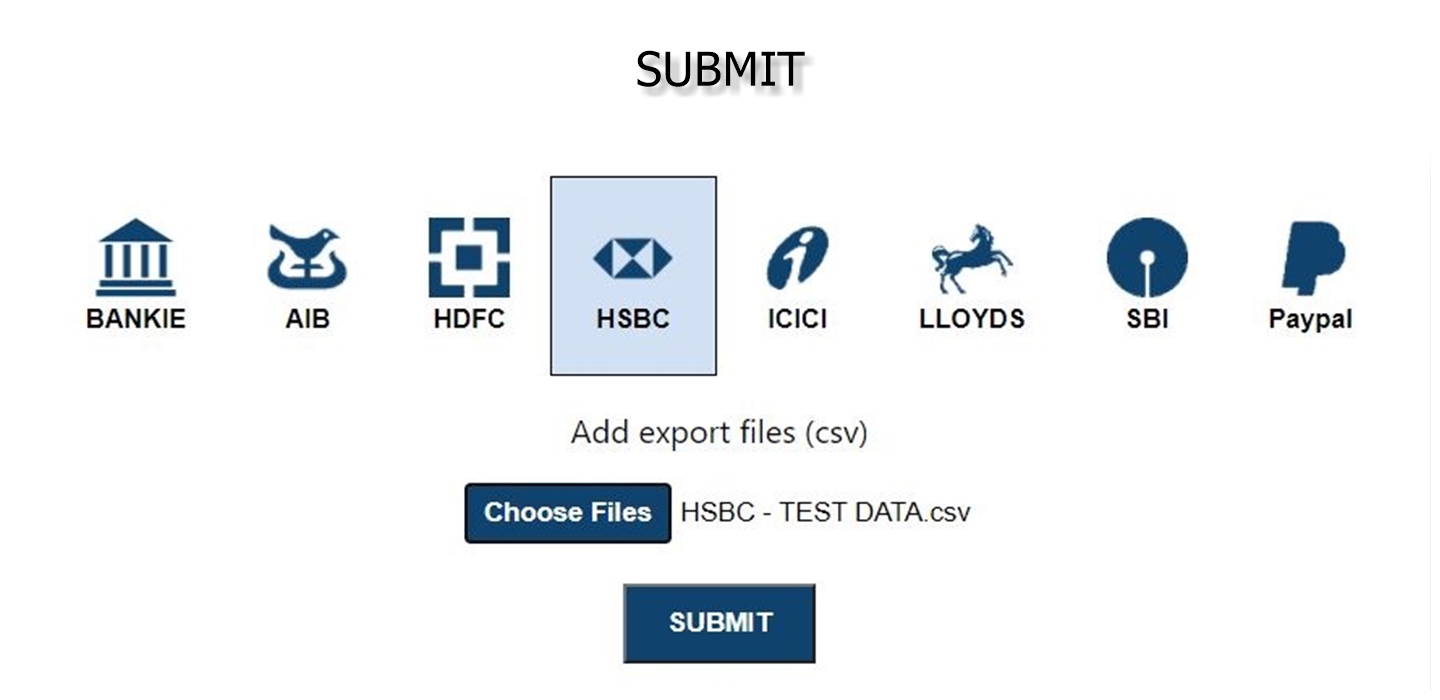 SUBMIT
BANKIE AIB HDFC HSBC ICICI LLOYDS SBI Paypal
Add export files (csv)
Choose Files HSBC - TEST DATA.csv
SUBMIT